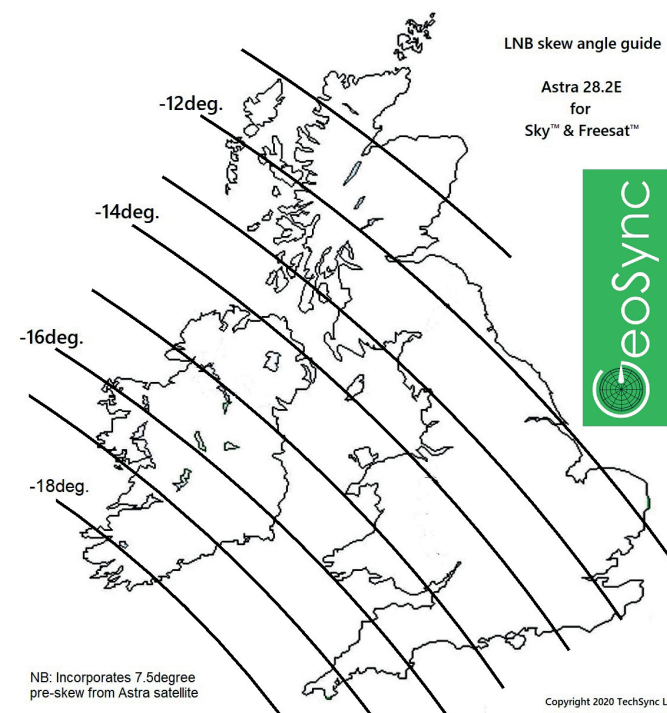 LNB skew angle guide
Astra 28.2E
for
Sky™ & Freesat™
-12deg.
GeoSync
-14deg.
-16deg.
-18deg.
NB: Incorporates 7.5degree
pre-skew from Astra satellite
Copyright 2020 TechSync L